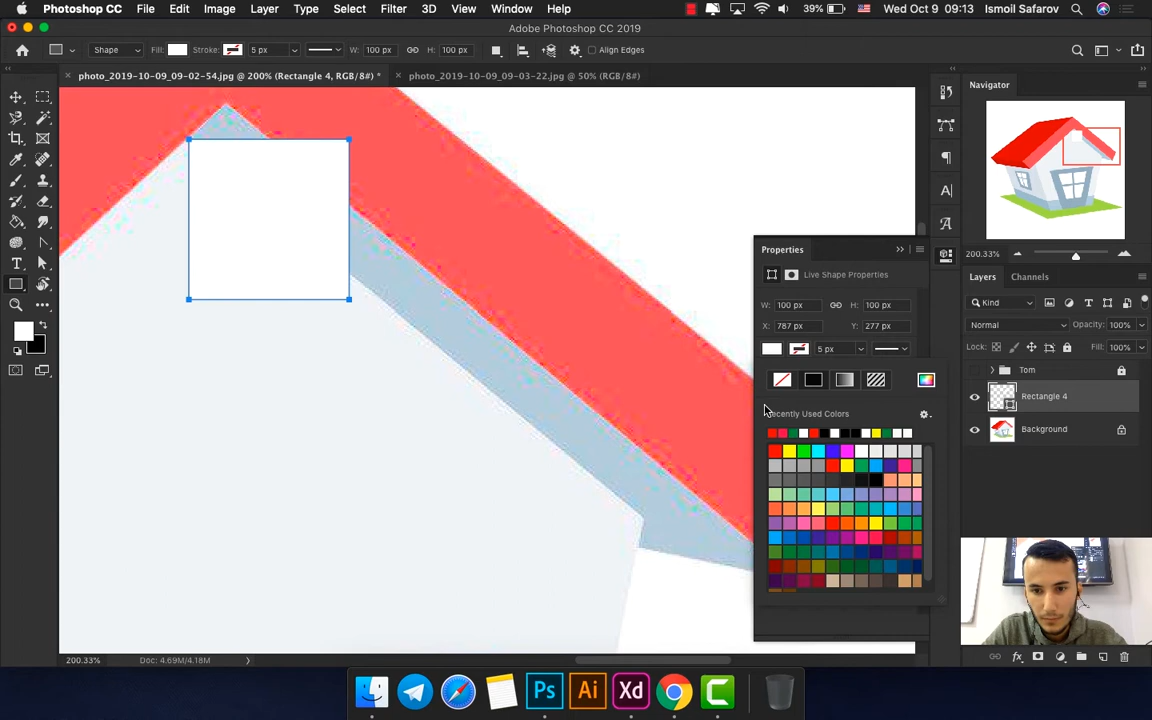 Photoshop CC File Edit Image Layer Type Select Filter 3D View Window Help 39% Wed Oct 9 09:13 Ismoil Safarov
Adobe Photoshop CC 2019
Shape Fill: Stroke: 5 px W: 100 px H: 100 px Align Edges
photo_2019-10-09_09-02-54.jpg @ 200% (Rectangle 4, RGB/8#) * photo_2019-10-09_09-03-22.jpg @ 50% (RGB/8#)
Navigator
200.33%
Properties
Live Shape Properties
W: 100 px H: 100 px
X: 787 px Y: 277 px
5 px
Recently Used Colors
Layers Channels
Kind
Normal Opacity: 100%
Lock: Fill: 100%
Tom
Rectangle 4
Background
fx
200.33% Doc: 4.69M/4.18M
Ps Ai Xd